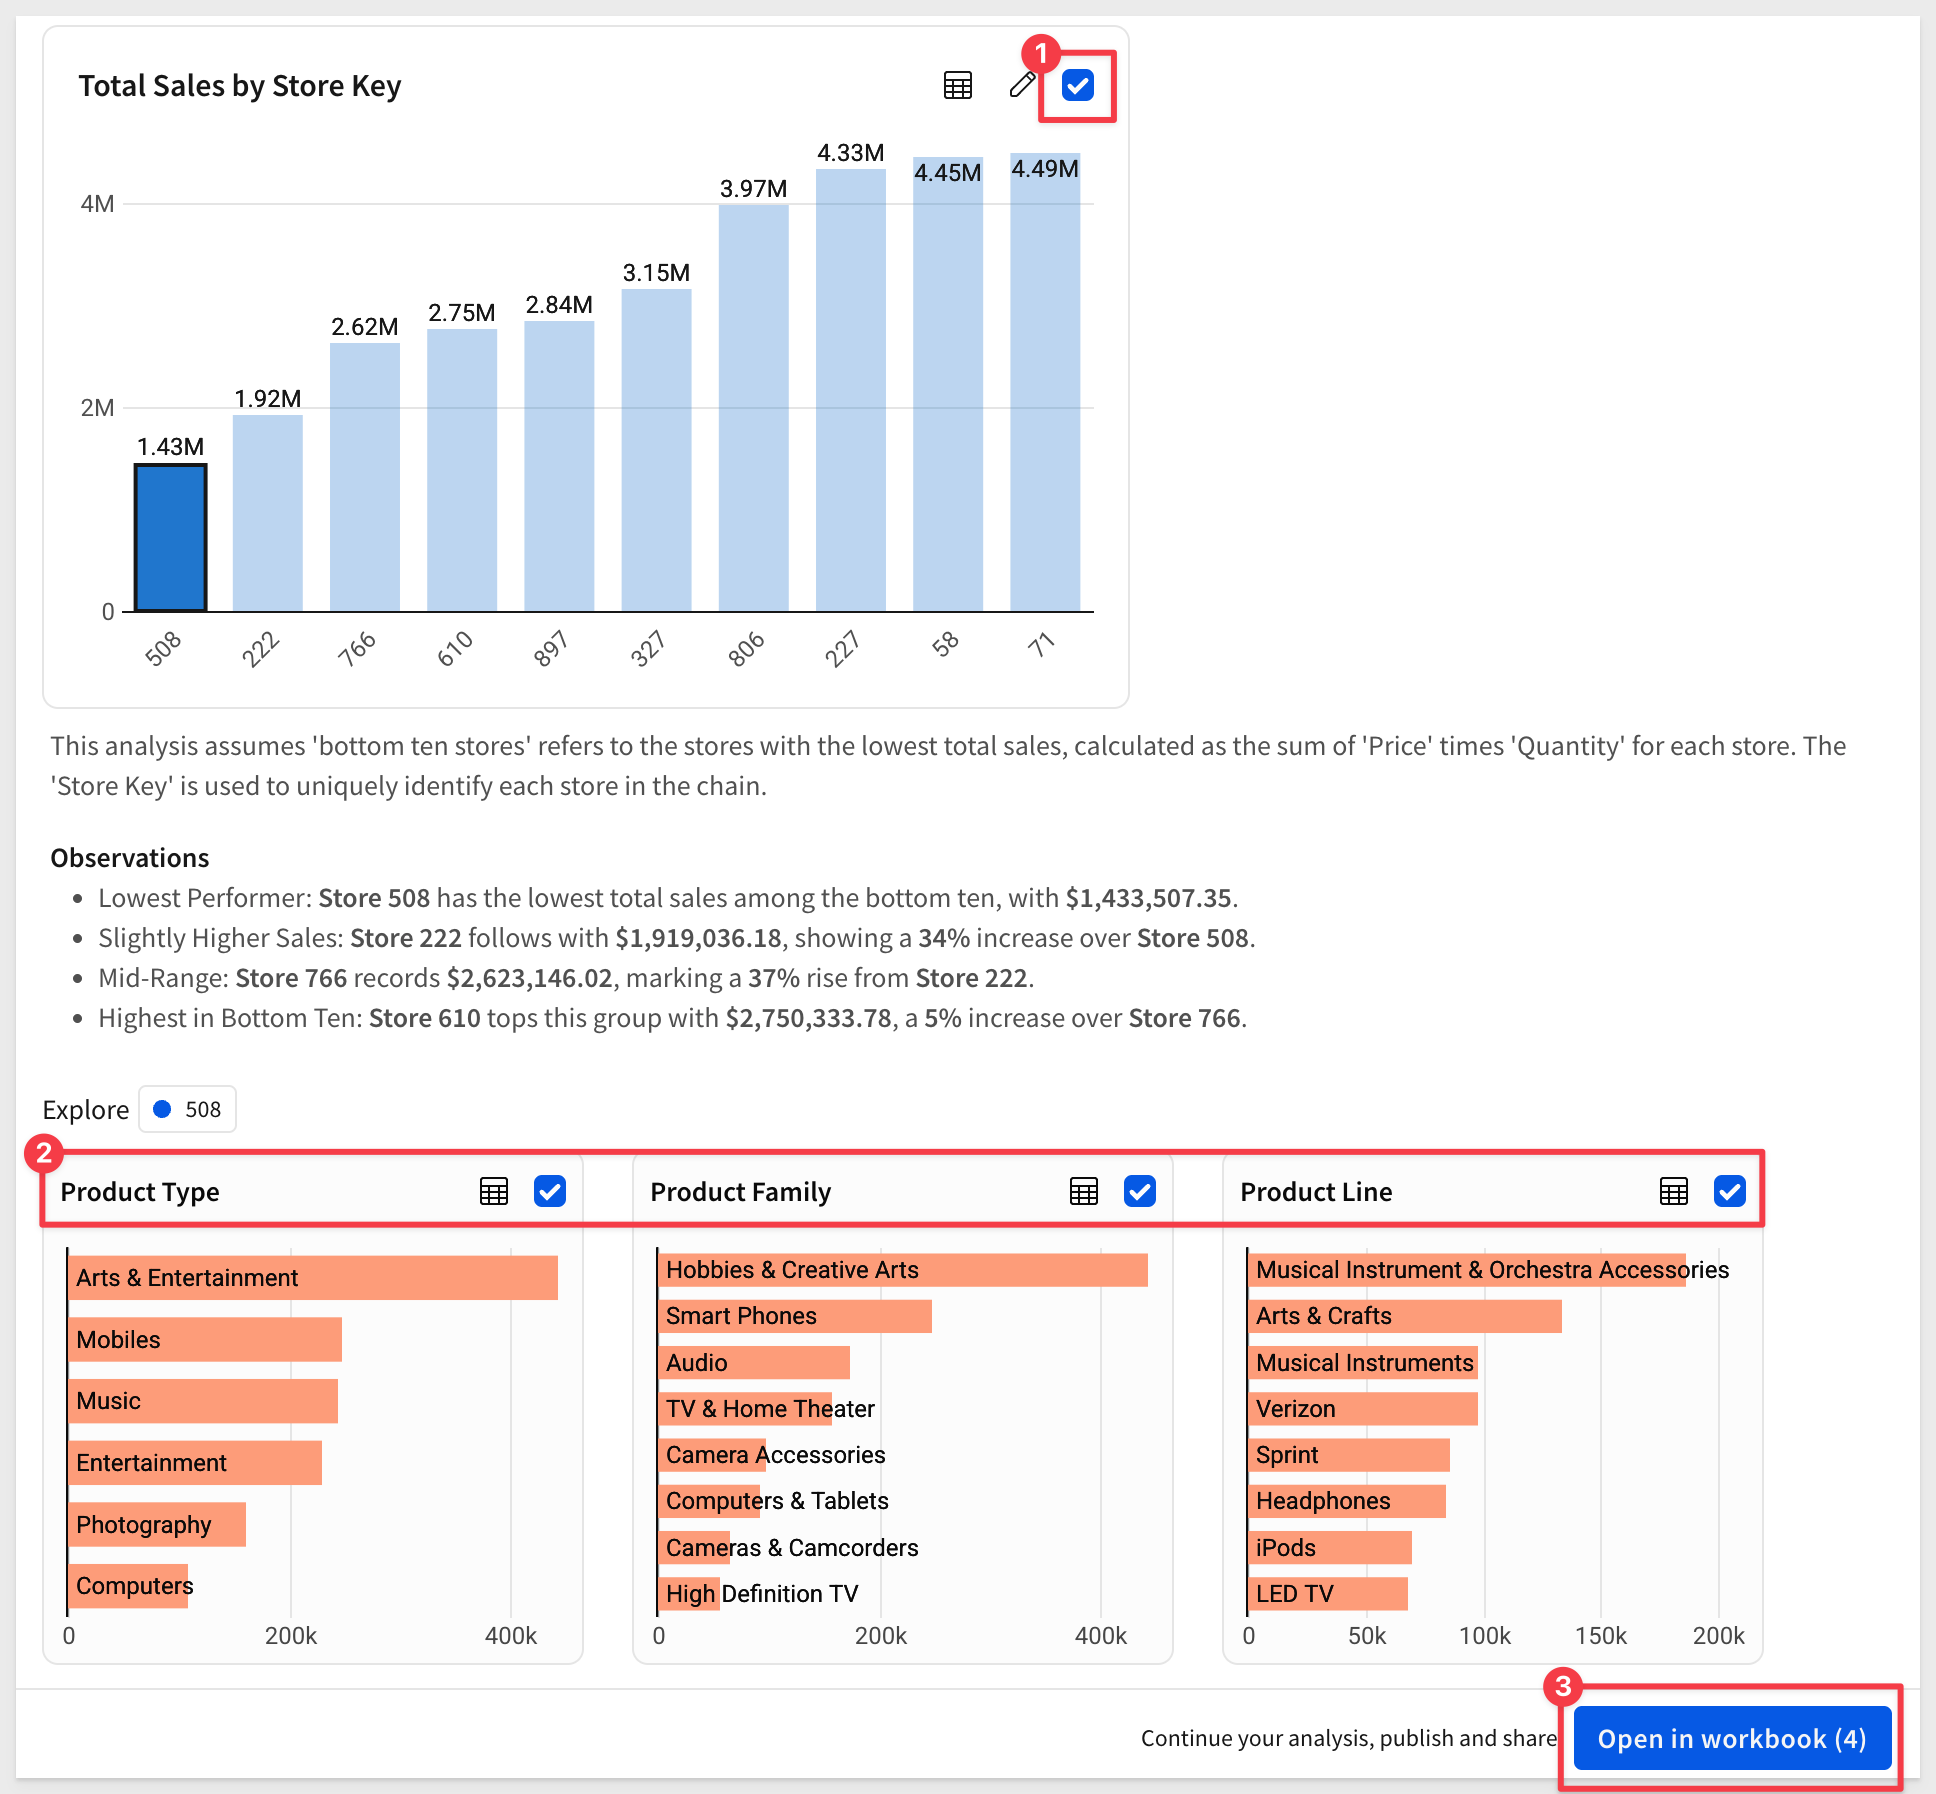 1
Total Sales by Store Key
4M
2M
0
1.43M
1.92M
2.62M
2.75M
2.84M
3.15M
3.97M
4.33M
4.45M
4.49M
508
222
766
610
897
327
806
227
58
71
This analysis assumes 'bottom ten stores' refers to the stores with the lowest total sales, calculated as the sum of 'Price' times 'Quantity' for each store. The
'Store Key' is used to uniquely identify each store in the chain.
Observations
• Lowest Performer: Store 508 has the lowest total sales among the bottom ten, with $1,433,507.35.
• Slightly Higher Sales: Store 222 follows with $1,919,036.18, showing a 34% increase over Store 508.
• Mid-Range: Store 766 records $2,623,146.02, marking a 37% rise from Store 222.
• Highest in Bottom Ten: Store 610 tops this group with $2,750,333.78, a 5% increase over Store 766.
Explore 508
2
Product Type
Arts & Entertainment
Mobiles
Music
Entertainment
Photography
Computers
0 200k 400k
Product Family
Hobbies & Creative Arts
Smart Phones
Audio
TV & Home Theater
Camera Accessories
Computers & Tablets
Cameras & Camcorders
High Definition TV
0 200k 400k
Product Line
Musical Instrument & Orchestra Accessories
Arts & Crafts
Musical Instruments
Verizon
Sprint
Headphones
iPods
LED TV
0 50k 100k 150k 200k
3
Continue your analysis, publish and share
Open in workbook (4)